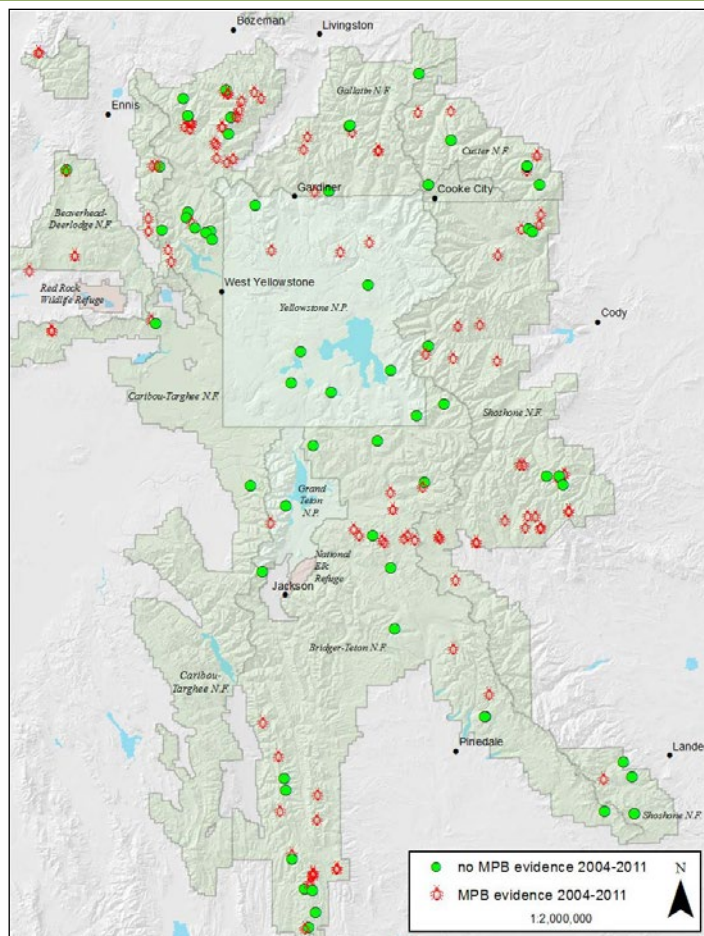 Bozeman
Livingston
Ennis
Gallatin N.F.
Custer N.F.
Gardiner
Cooke City
Beaverhead-
Deerlodge N.F.
West Yellowstone
Red Rock
Wildlife Refuge
Yellowstone N.P.
Cody
Caribou-Targhee N.F.
Shoshone N.F.
Grand
Teton
N.P.
National
Elk
Refuge
Jackson
Bridger-Teton N.F.
Caribou-
Targhee N.F.
Pinedale
Lande
Shoshone N.F.
no MPB evidence 2004-2011
N
MPB evidence 2004-2011
1:2,000,000